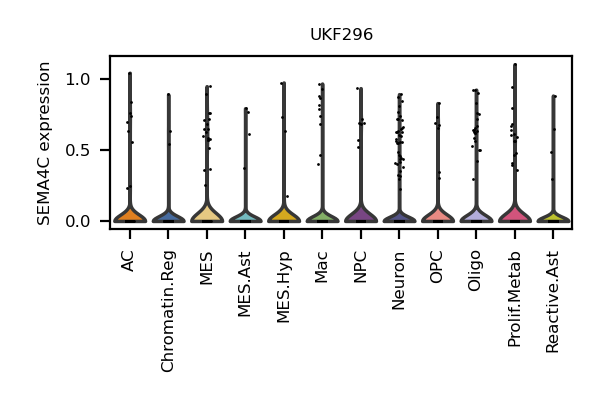 UKF296
SEMA4C expression
1.0
0.5
0.0
AC
Chromatin.Reg
MES
MES.Ast
MES.Hyp
Mac
NPC
Neuron
OPC
Oligo
Prolif.Metab
Reactive.Ast